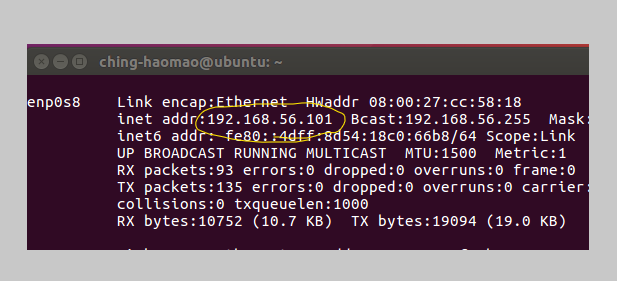 ching-haomao@ubuntu: ~
enp0s8 Link encap:Ethernet HWaddr 08:00:27:cc:58:18
inet addr:192.168.56.101 Bcast:192.168.56.255 Mask:
inet6 addr: fe80::4dff:8d54:18c0:66b8/64 Scope:Link
UP BROADCAST RUNNING MULTICAST MTU:1500 Metric:1
RX packets:93 errors:0 dropped:0 overruns:0 frame:0
TX packets:135 errors:0 dropped:0 overruns:0 carrier:
collisions:0 txqueuelen:1000
RX bytes:10752 (10.7 KB) TX bytes:19094 (19.0 KB)